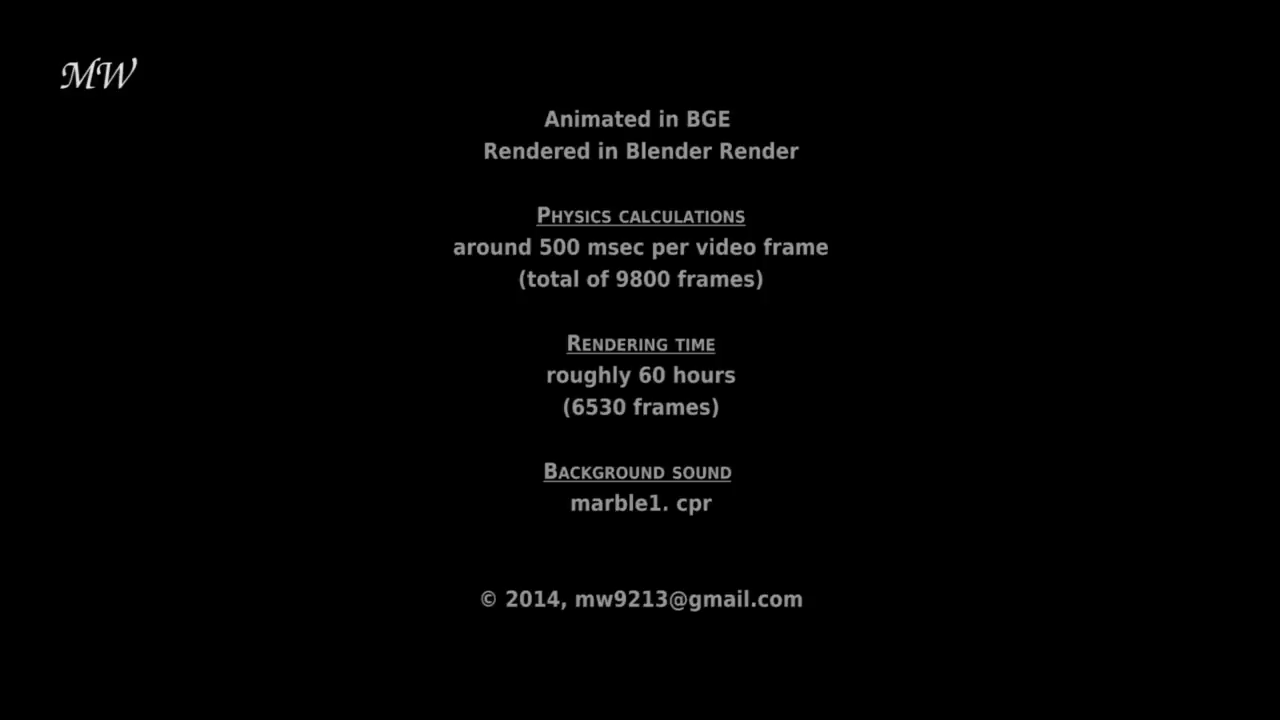 MW
Animated in BGE
Rendered in Blender Render
PHYSICS CALCULATIONS
around 500 msec per video frame
(total of 9800 frames)
RENDERING TIME
roughly 60 hours
(6530 frames)
BACKGROUND SOUND
marble1. cpr
© 2014, mw9213@gmail.com